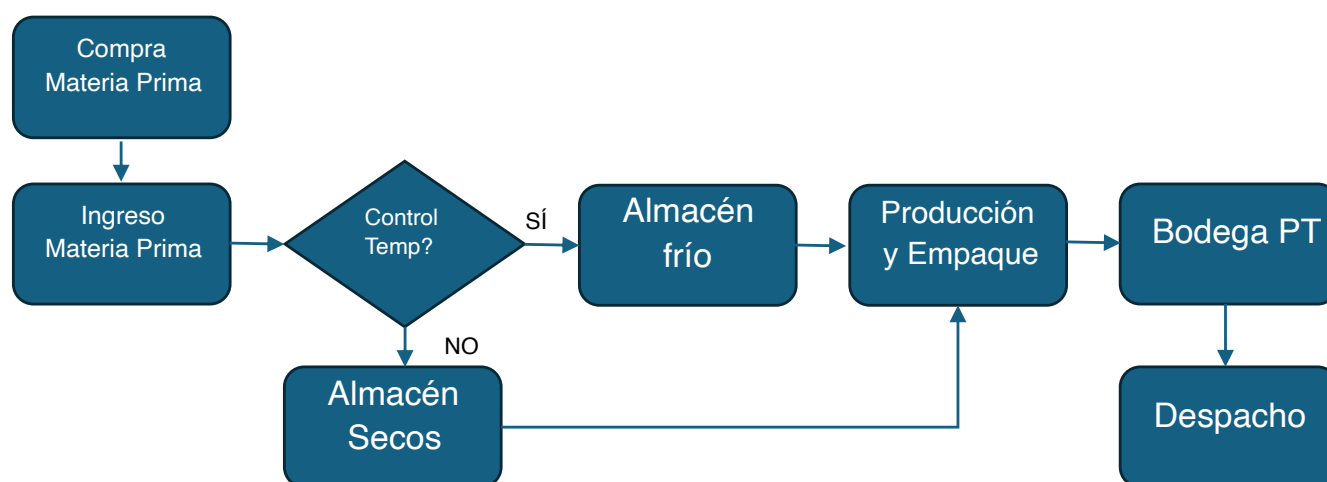 Compra
Materia Prima
Ingreso
Materia Prima
Control
Temp?
SÍ
NO
Almacén
frío
Almacén
Secos
Producción
y Empaque
Bodega PT
Despacho